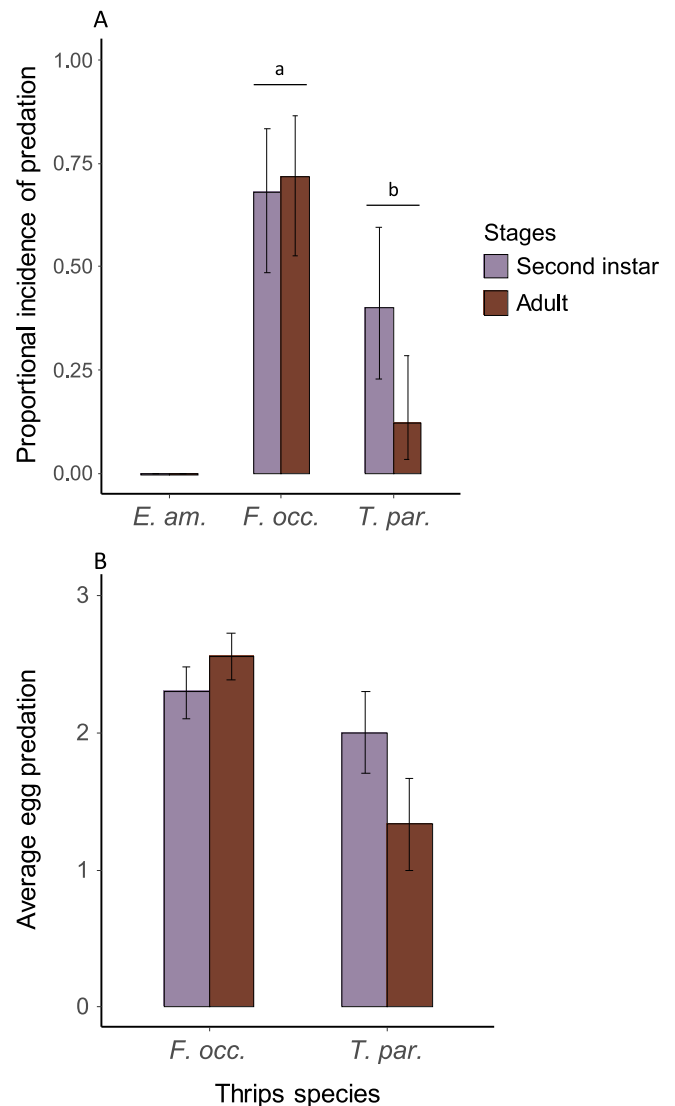 A
Proportional incidence of predation
1.00
0.75
0.50
0.25
0.00
a
b
E. am.
F. occ.
T. par.
Stages
Second instar
Adult
B
Average egg predation
3
2
1
0
F. occ.
T. par.
Thrips species